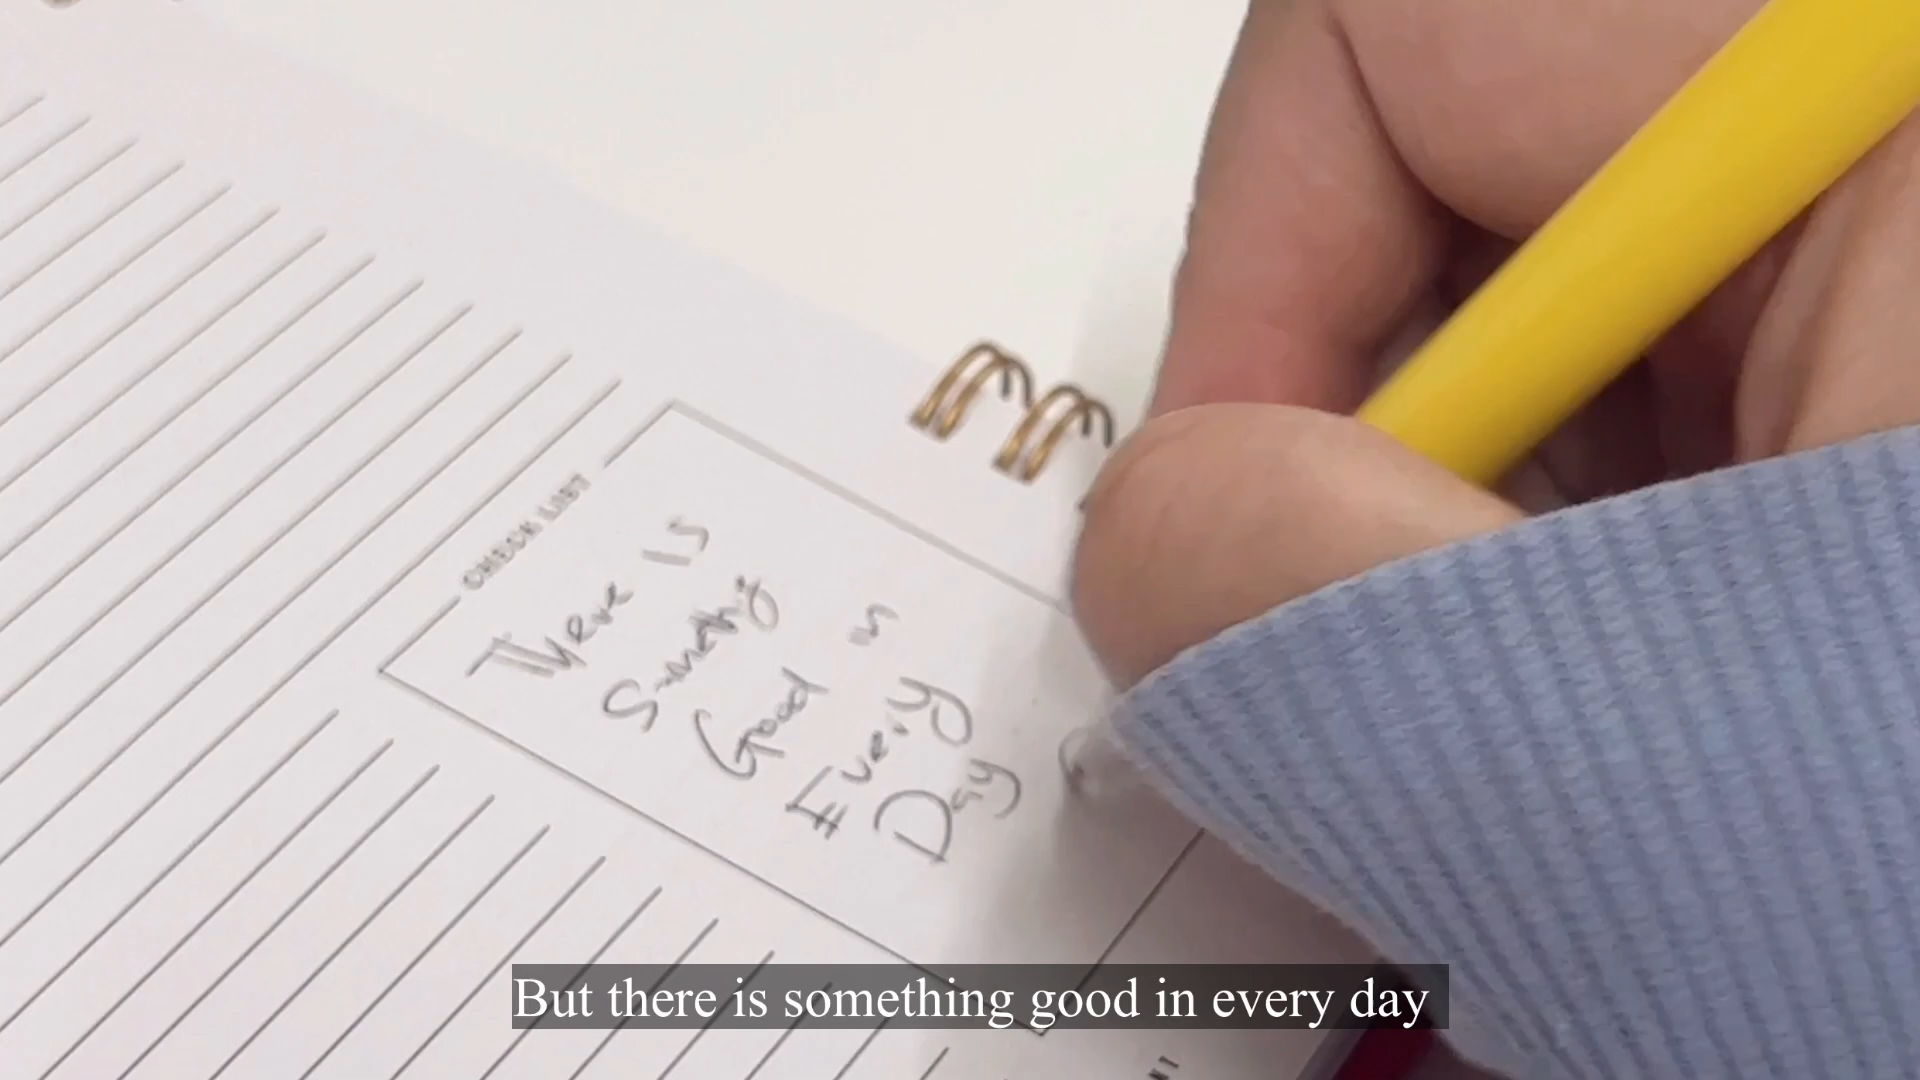 CHECK LIST
There Is
Something
Good in
Every
Day
But there is something good in every day